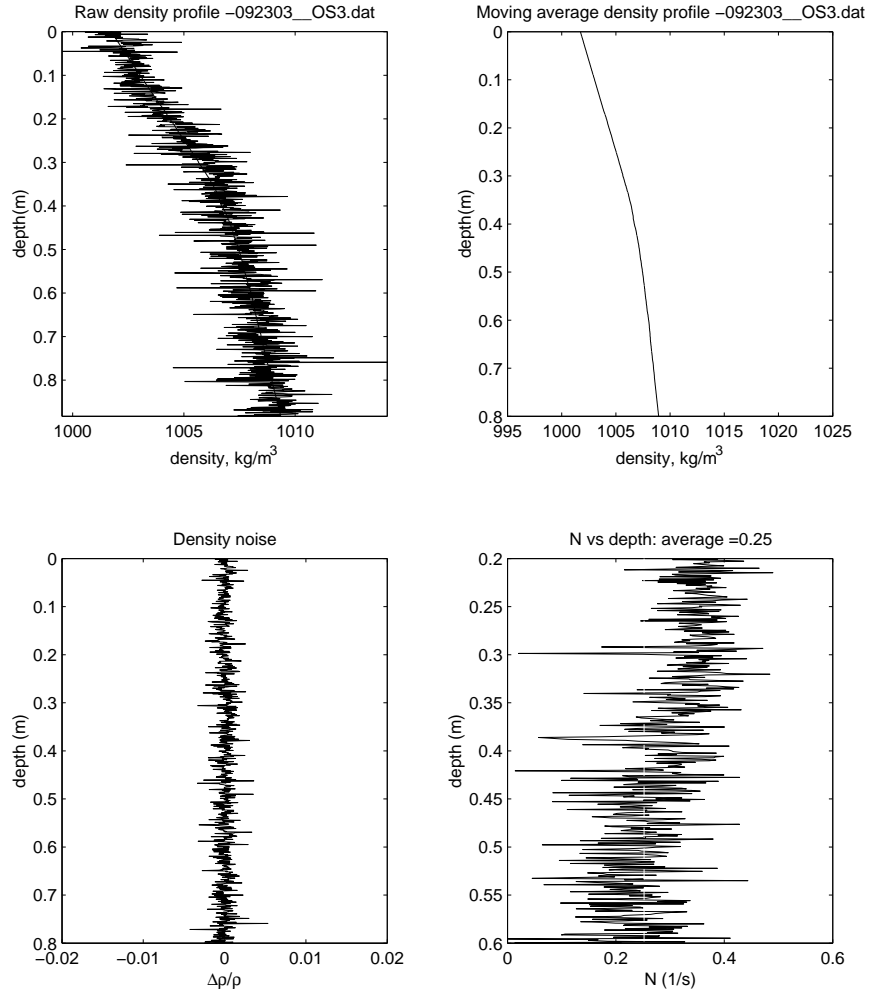 Raw density profile −092303__OS3.dat
0
0.1
0.2
0.3
0.4
0.5
0.6
0.7
0.8
depth(m)
1000 1005 1010
density, kg/m3
Moving average density profile −092303__OS3.dat
0
0.1
0.2
0.3
0.4
0.5
0.6
0.7
0.8
depth(m)
995 1000 1005 1010 1015 1020 1025
density, kg/m3
Density noise
0
0.1
0.2
0.3
0.4
0.5
0.6
0.7
0.8
depth (m)
−0.02 −0.01 0 0.01 0.02
Δρ/ρ
N vs depth: average =0.25
0.2
0.25
0.3
0.35
0.4
0.45
0.5
0.55
0.6
depth (m)
0 0.2 0.4 0.6
N (1/s)